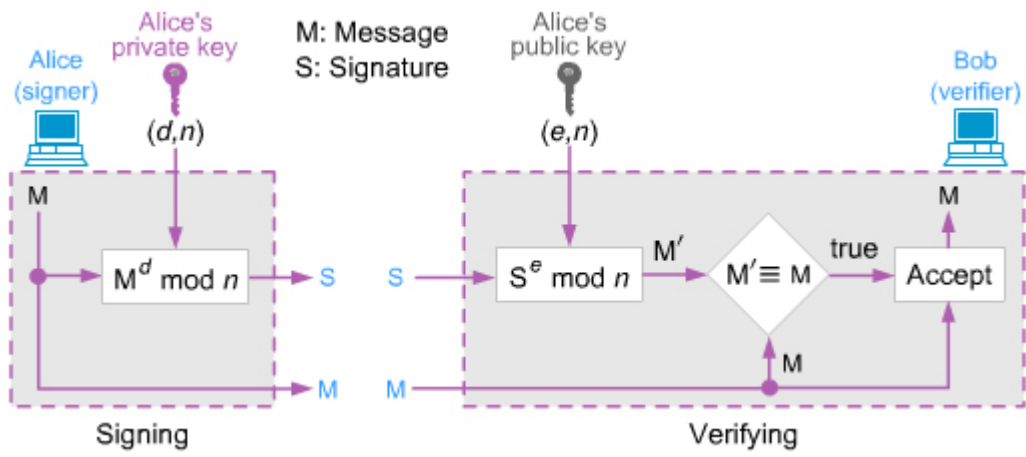 Alice's
private key
M: Message
S: Signature
Alice's
public key
Alice
(signer)
Bob
(verifier)
(d,n)
(e,n)
M
M^d mod n
S
M
S
M
S^e mod n
M′
M′≡ M
true
Accept
M
M
Signing
Verifying